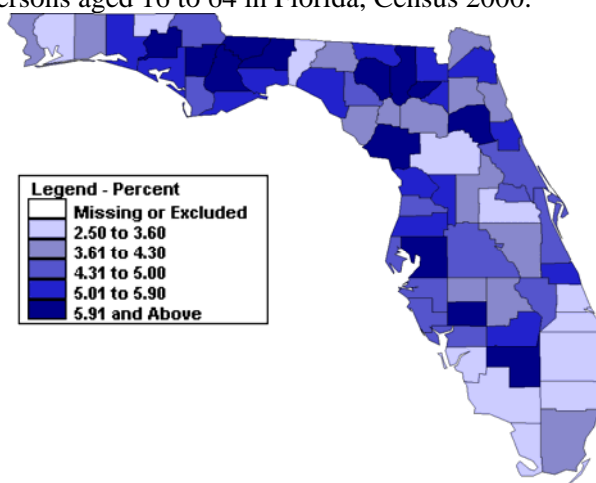 ersons aged 16 to 64 in Florida, Census 2000.
Legend - Percent
Missing or Excluded
2.50 to 3.60
3.61 to 4.30
4.31 to 5.00
5.01 to 5.90
5.91 and Above